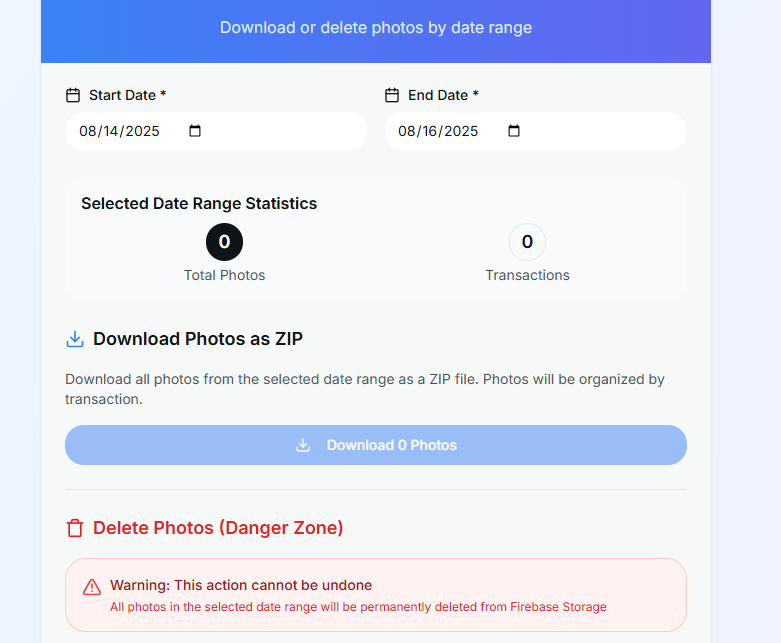 Download or delete photos by date range
Start Date *
End Date *
08/14/2025
08/16/2025
Selected Date Range Statistics
0
0
Total Photos
Transactions
Download Photos as ZIP
Download all photos from the selected date range as a ZIP file. Photos will be organized by
transaction.
Download 0 Photos
Delete Photos (Danger Zone)
Warning: This action cannot be undone
All photos in the selected date range will be permanently deleted from Firebase Storage